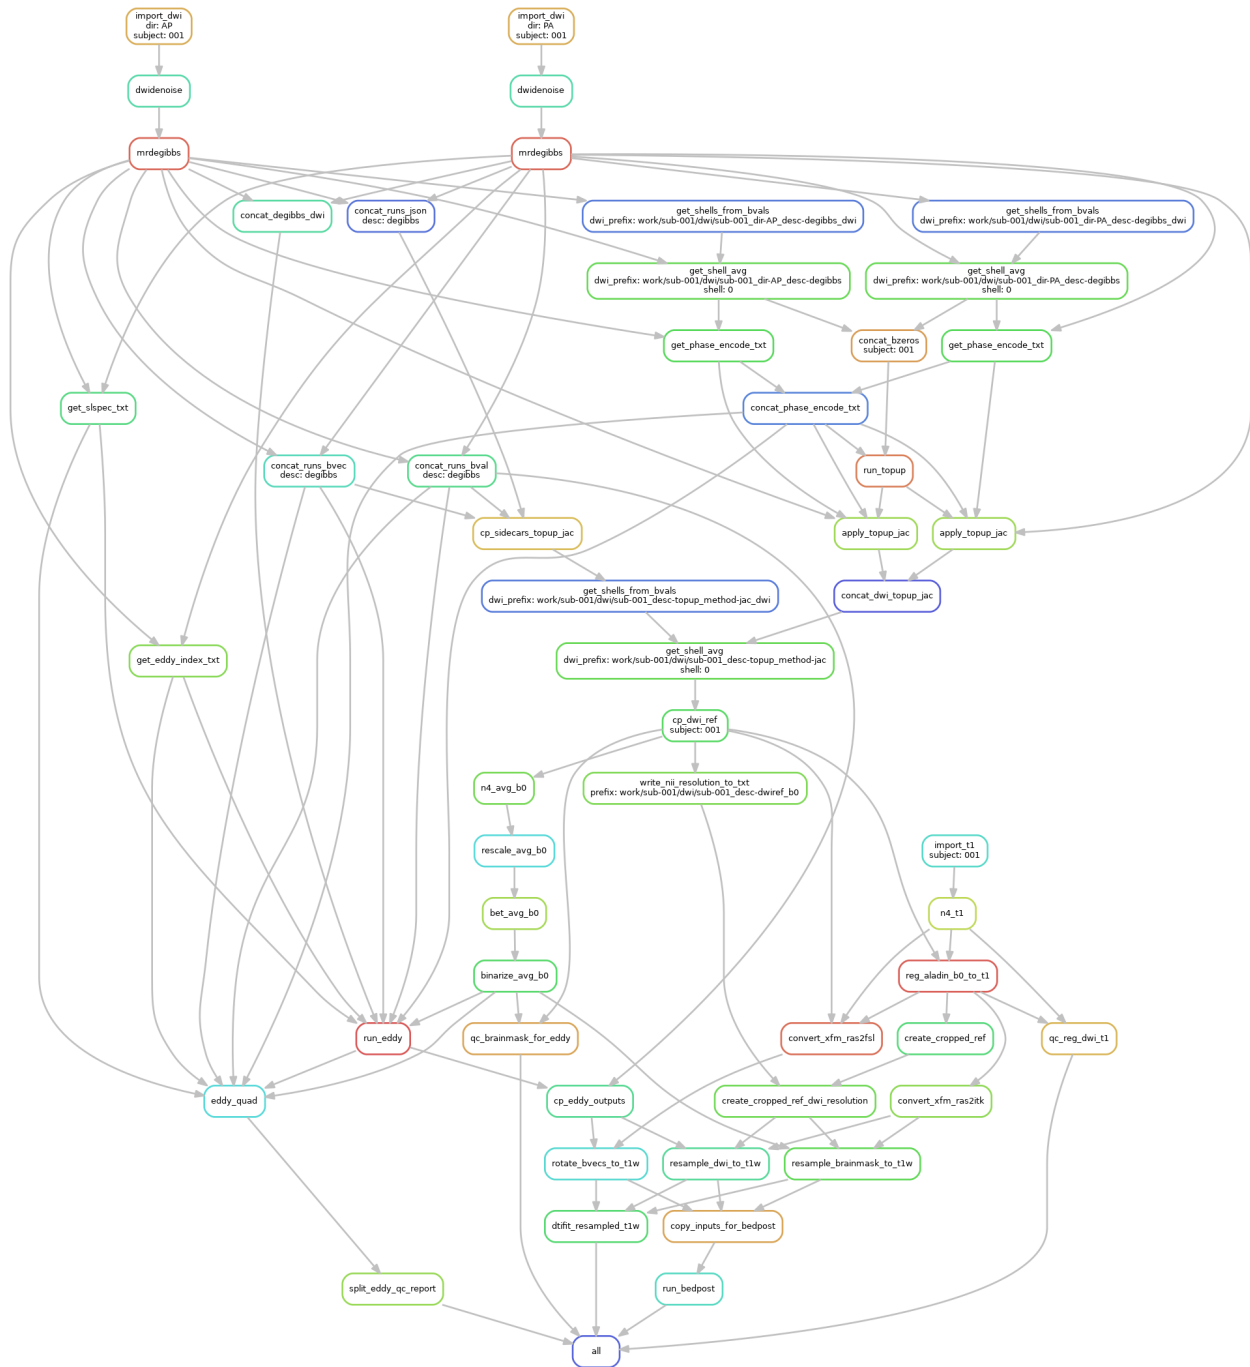 import_dwi
dir: AP
subject: 001
import_dwi
dir: PA
subject: 001
dwidenoise
dwidenoise
mrdegibbs
mrdegibbs
concat_degibbs_dwi
concat_runs_json
desc: degibbs
get_shells_from_bvals
dwi_prefix: work/sub-001/dwi/sub-001_dir-AP_desc-degibbs_dwi
get_shells_from_bvals
dwi_prefix: work/sub-001/dwi/sub-001_dir-PA_desc-degibbs_dwi
get_shell_avg
dwi_prefix: work/sub-001/dwi/sub-001_dir-AP_desc-degibbs
shell: 0
get_shell_avg
dwi_prefix: work/sub-001/dwi/sub-001_dir-PA_desc-degibbs
shell: 0
get_phase_encode_txt
concat_bzeros
subject: 001
get_phase_encode_txt
get_slspec_txt
concat_phase_encode_txt
concat_runs_bvec
desc: degibbs
concat_runs_bval
desc: degibbs
run_topup
cp_sidecars_topup_jac
apply_topup_jac
apply_topup_jac
get_shells_from_bvals
dwi_prefix: work/sub-001/dwi/sub-001_desc-topup_method-jac_dwi
concat_dwi_topup_jac
get_eddy_index_txt
get_shell_avg
dwi_prefix: work/sub-001/dwi/sub-001_desc-topup_method-jac
shell: 0
cp_dwi_ref
subject: 001
n4_avg_b0
write_nii_resolution_to_txt
prefix: work/sub-001/dwi/sub-001_desc-dwiref_b0
rescale_avg_b0
import_t1
subject: 001
bet_avg_b0
n4_t1
binarize_avg_b0
reg_aladin_b0_to_t1
run_eddy
qc_brainmask_for_eddy
convert_xfm_ras2fsl
create_cropped_ref
qc_reg_dwi_t1
eddy_quad
cp_eddy_outputs
create_cropped_ref_dwi_resolution
convert_xfm_ras2itk
rotate_bvecs_to_t1w
resample_dwi_to_t1w
resample_brainmask_to_t1w
dtifit_resampled_t1w
copy_inputs_for_bedpost
split_eddy_qc_report
run_bedpost
all